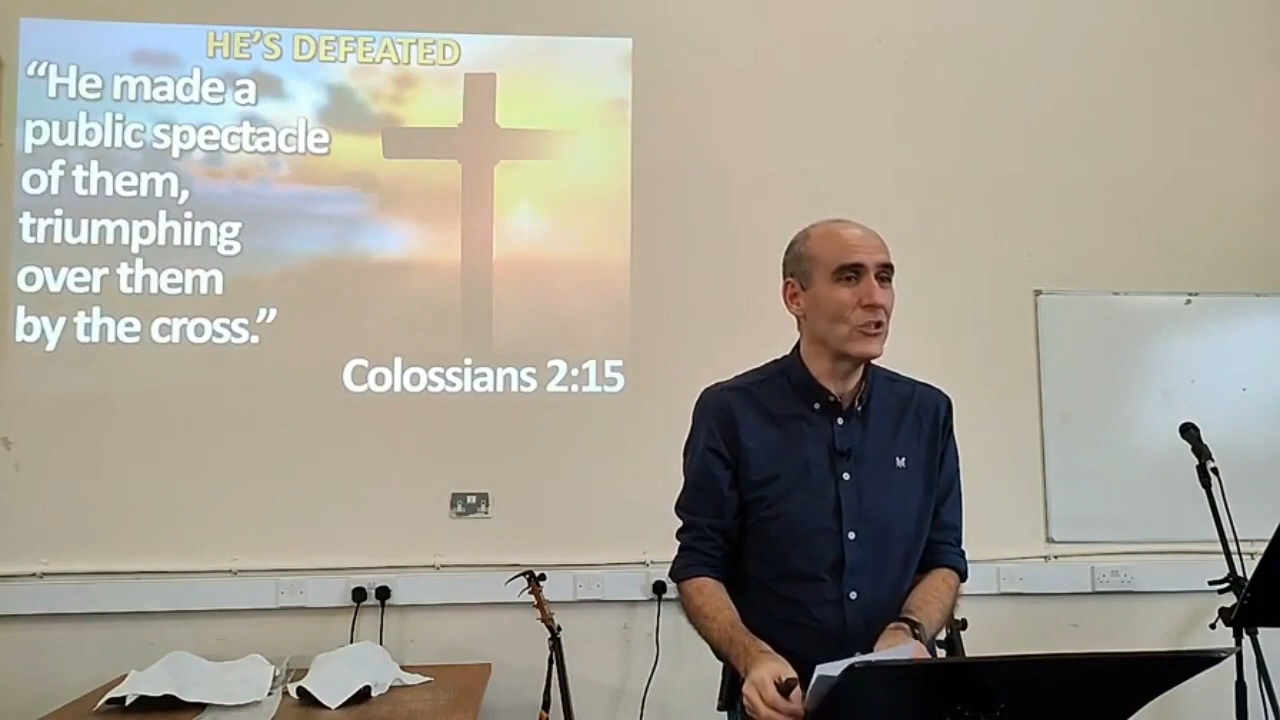 HE'S DEFEATED
“He made a
public spectacle
of them,
triumphing
over them
by the cross.”
Colossians 2:15